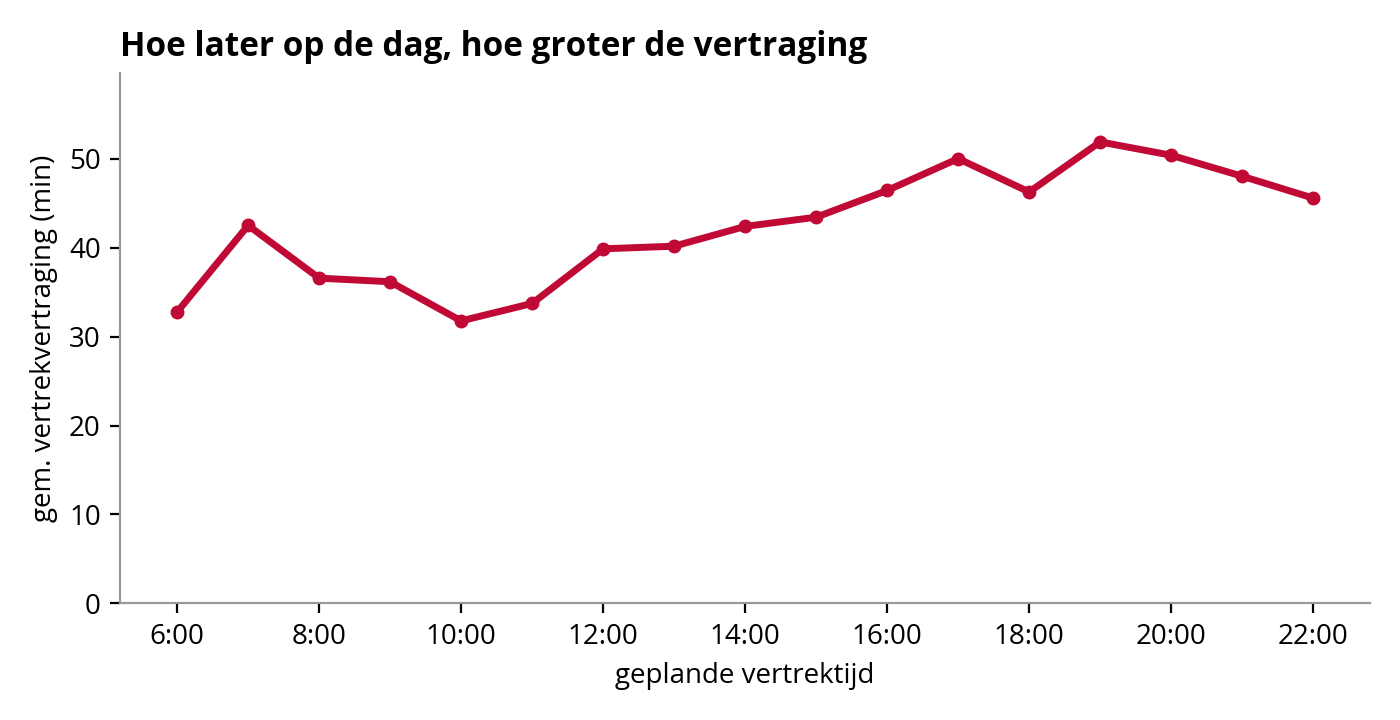 Hoe later op de dag, hoe groter de vertraging
gem. vertrekvertraging (min)
50
40
30
20
10
0
6:00 8:00 10:00 12:00 14:00 16:00 18:00 20:00 22:00
geplande vertrektijd